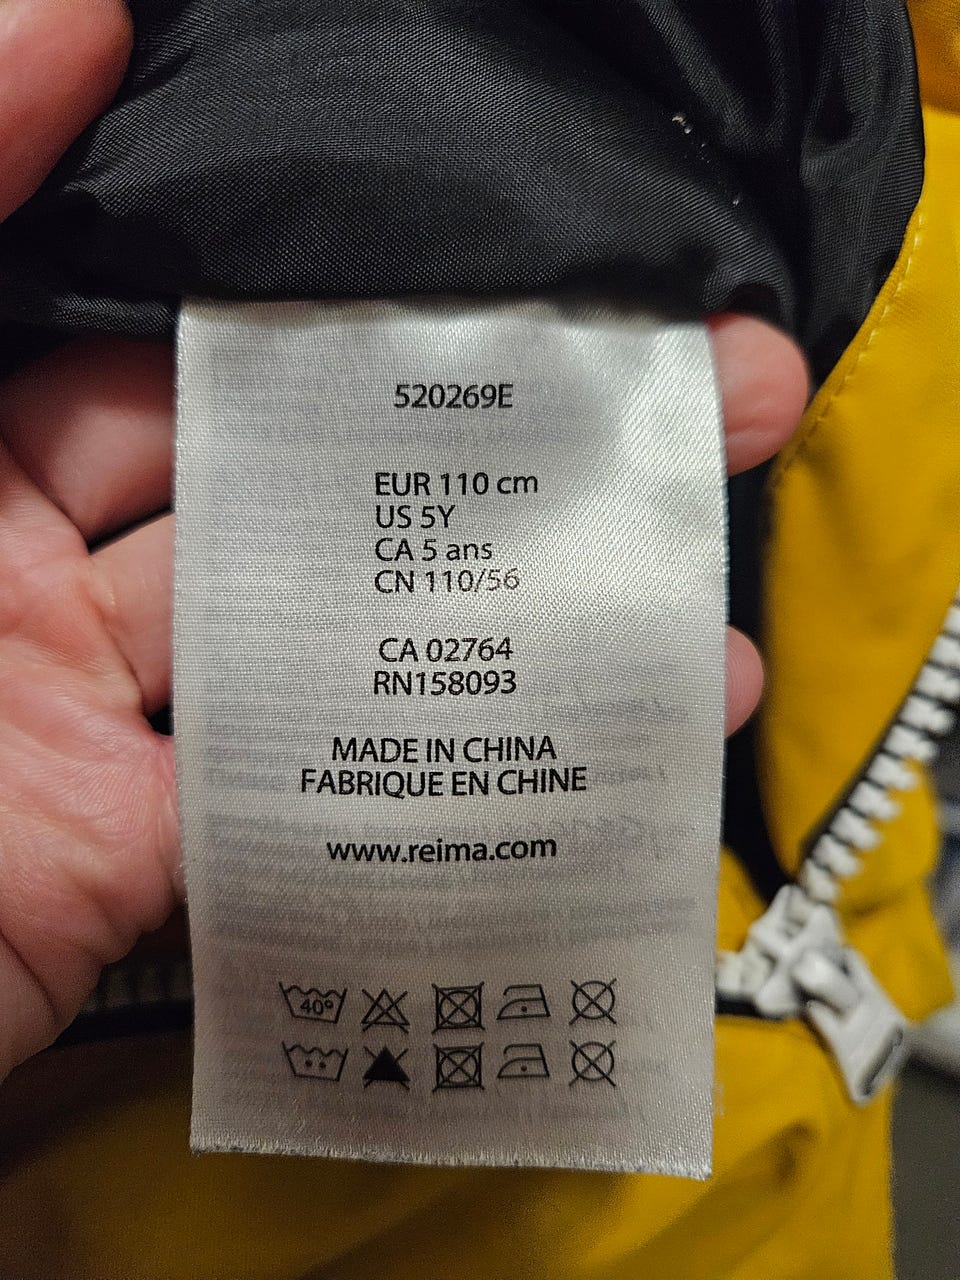 520269E
EUR 110 cm
US 5Y
CA 5 ans
CN 110/56
CA 02764
RN158093
MADE IN CHINA
FABRIQUE EN CHINE
www.reima.com
40º